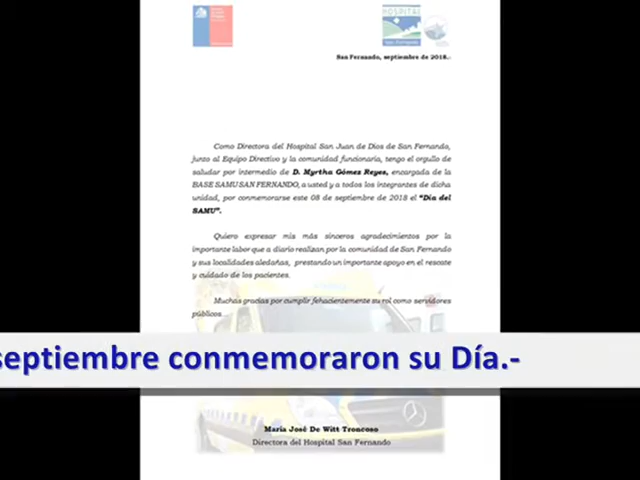 HOSPITAL
San Fernando, septiembre de 2018.-
Como Directora del Hospital San Juan de Dios de San Fernando,
junto al Equipo Directivo y la comunidad funcionaria, tengo el orgullo de
saludar por intermedio de D. Myrtha Gómez Reyes, encargada de la
BASE SAMU SAN FERNANDO, a usted y a todos los integrantes de dicha
unidad, por conmemorarse este 08 de septiembre de 2018 el "Día del
SAMU".
Quiero expresar mis más sinceros agradecimientos por la
importante labor que a diario realizan por la comunidad de San Fernando
y sus localidades aledañas, prestando un importante apoyo en el rescate
y cuidado de los pacientes.
Muchas gracias por cumplir fehacientemente su rol como servidores
públicos.
septiembre conmemoraron su Día.-
María José De Witt Troncoso
Directora del Hospital San Fernando